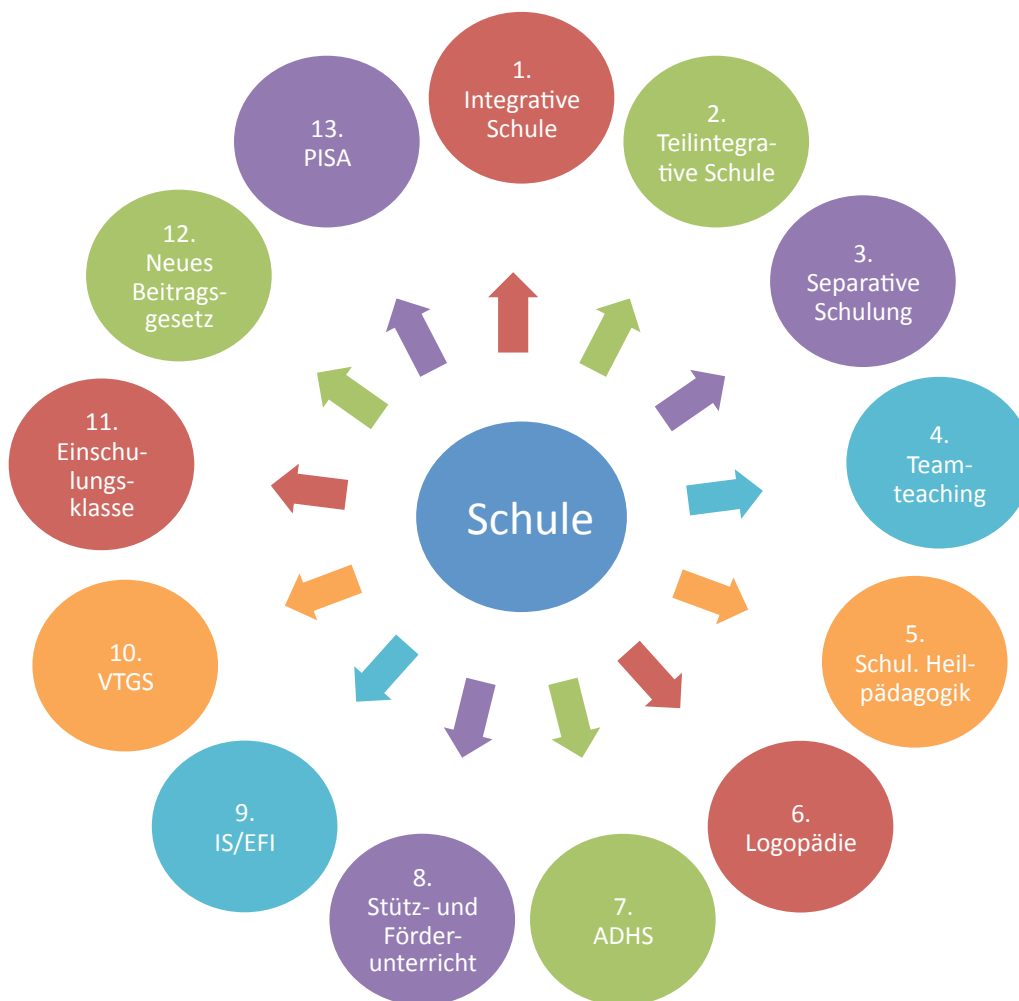 1.
Integrative
Schule
2.
Teilintegra-
tive Schule
3.
Separative
Schulung
4.
Team-
teaching
5.
Schul. Heil-
pädagogik
6.
Logopädie
7.
ADHS
8.
Stütz- und
Förder-
unterricht
9.
IS/EFI
10.
VTGS
11.
Einschu-
lungs-
klasse
12.
Neues
Beitrags-
gesetz
13.
PISA
Schule